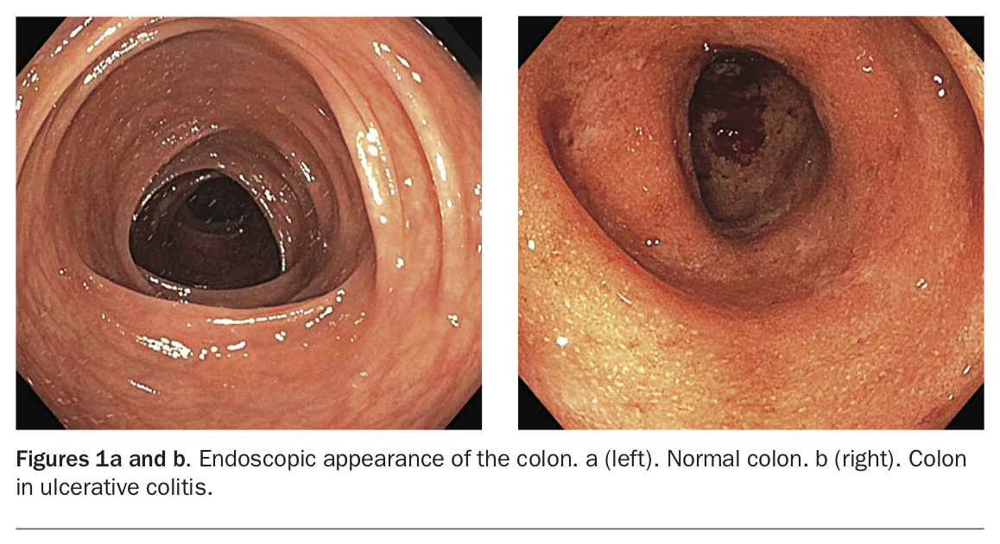 Figures 1a and b. Endoscopic appearance of the colon. a (left). Normal colon. b (right). Colon
in ulcerative colitis.